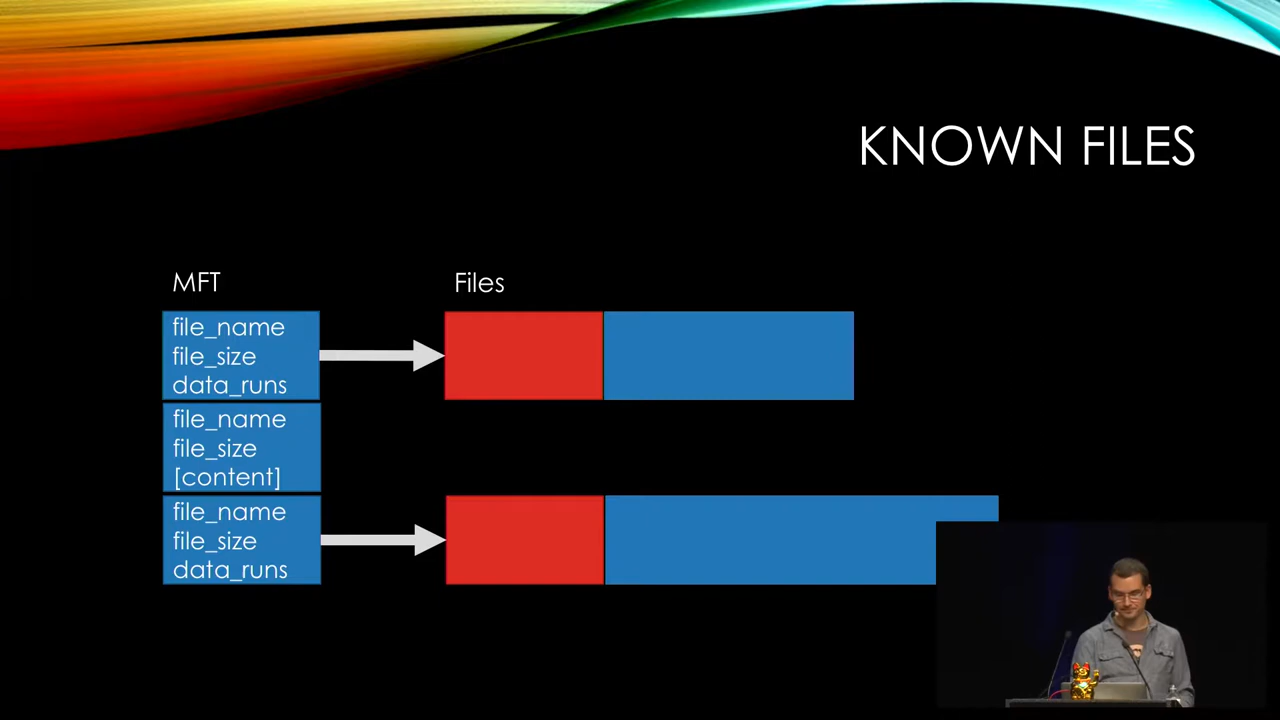 KNOWN FILES
MFT
Files
file_name
file_size
data_runs
file_name
file_size
[content]
file_name
file_size
data_runs